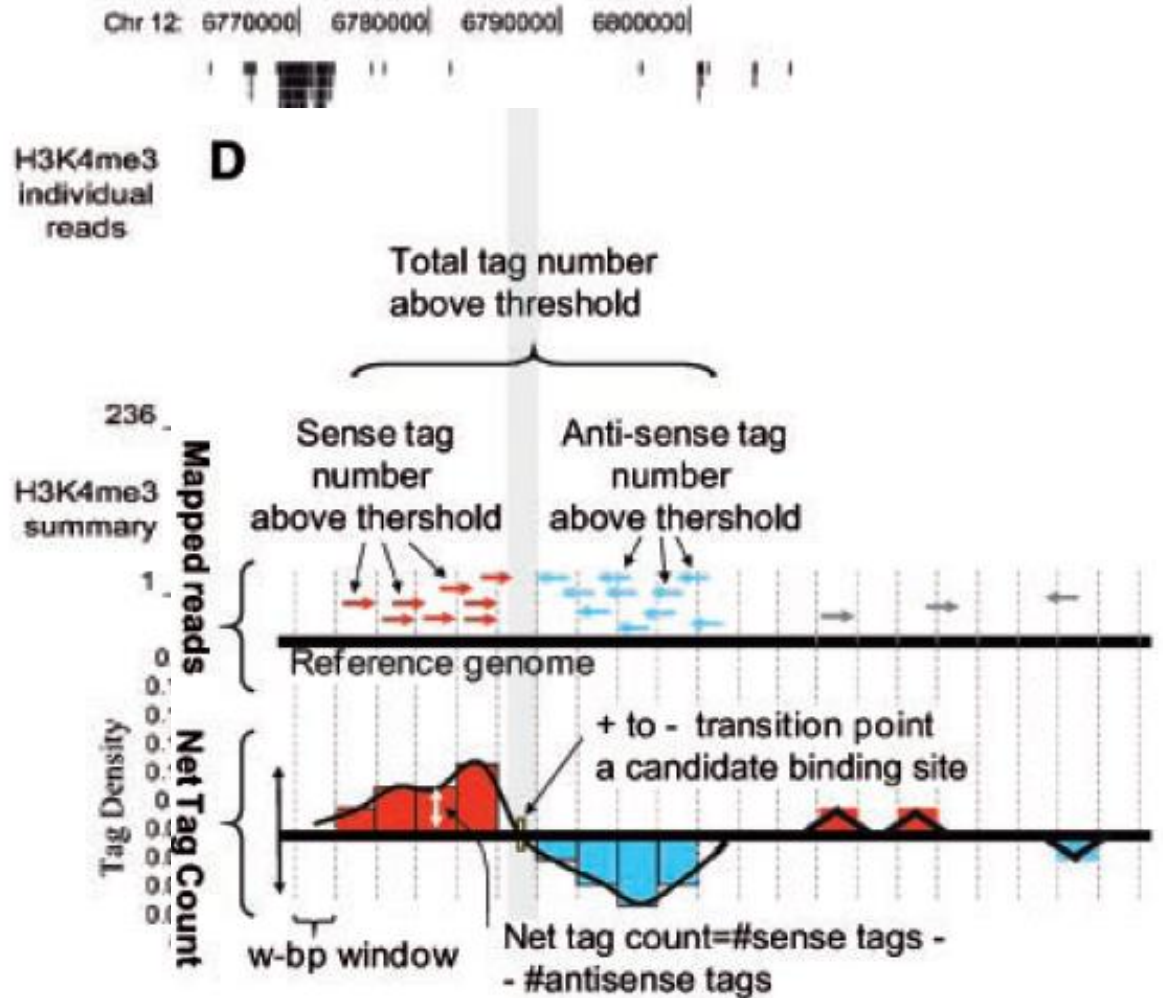 Chr 12: 6770000| 6780000| 6790000| 6800000|
H3K4me3
individual
reads
D
Total tag number
above threshold
236
Sense tag
number
above thershold
Anti-sense tag
number
above thershold
H3K4me3
summary
Mapped reads
1
0
Reference genome
Tag Density
Net Tag Count
+ to - transition point
a candidate binding site
w-bp window
Net tag count=#sense tags -
- #antisense tags